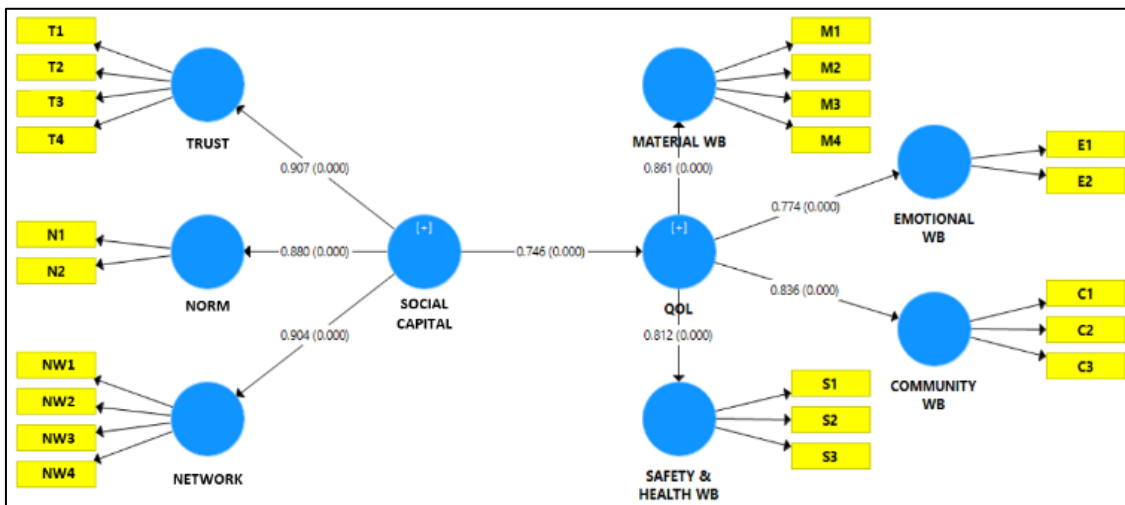 T1
T2
T3
T4
TRUST
0.907 (0.000)
N1
N2
NORM
0.880 (0.000)
SOCIAL
CAPITAL
[+]
0.904 (0.000)
NW1
NW2
NW3
NW4
NETWORK
0.746 (0.000)
[+]
QOL
0.861 (0.000)
MATERIAL WB
M1
M2
M3
M4
0.774 (0.000)
EMOTIONAL
WB
E1
E2
0.836 (0.000)
COMMUNITY
WB
C1
C2
C3
0.812 (0.000)
SAFETY &
HEALTH WB
S1
S2
S3